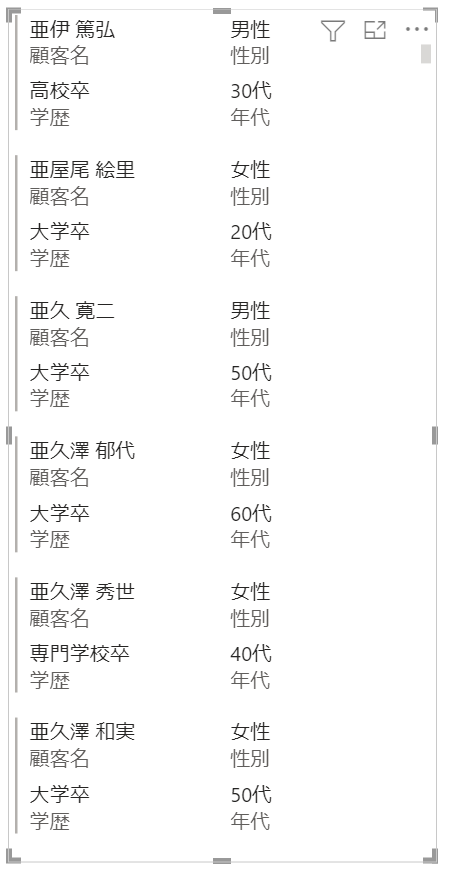 亜伊 篤弘 男性
顧客名 性別
高校卒 30代
学歴 年代
亜屋尾 絵里 女性
顧客名 性別
大学卒 20代
学歴 年代
亜久 寛二 男性
顧客名 性別
大学卒 50代
学歴 年代
亜久澤 郁代 女性
顧客名 性別
大学卒 60代
学歴 年代
亜久澤 秀世 女性
顧客名 性別
専門学校卒 40代
学歴 年代
亜久澤 和実 女性
顧客名 性別
大学卒 50代
学歴 年代